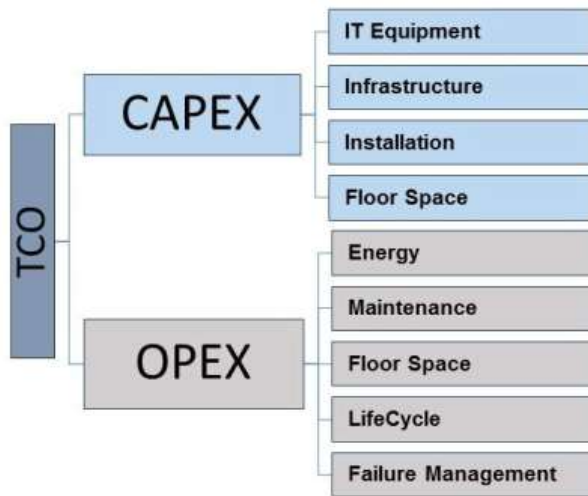 TCO
CAPEX
IT Equipment
Infrastructure
Installation
Floor Space
OPEX
Energy
Maintenance
Floor Space
LifeCycle
Failure Management